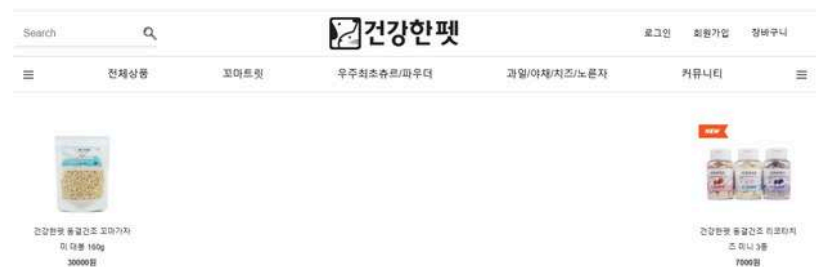 Search
건강한펫
로그인 회원가입 장바구니
전체상품 꼬마트릿 우주최초츄르/파우더 과일/야채/치즈/노른자 커뮤니티
NEW
건강한펫 동결건조 꼬마가자
미 대용 160g
30000원
건강한펫 동결건조 리코타치
즈 미니 3종
7000원